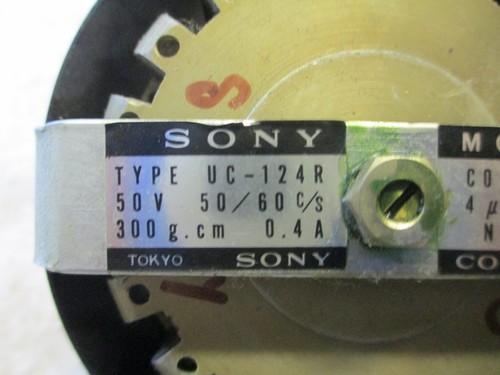 SONY
TYPE UC-124R
50V 50/60 C/S
300 g.cm 0.4A
TOKYO SONY
S
M
CO
4 μ
N
CO